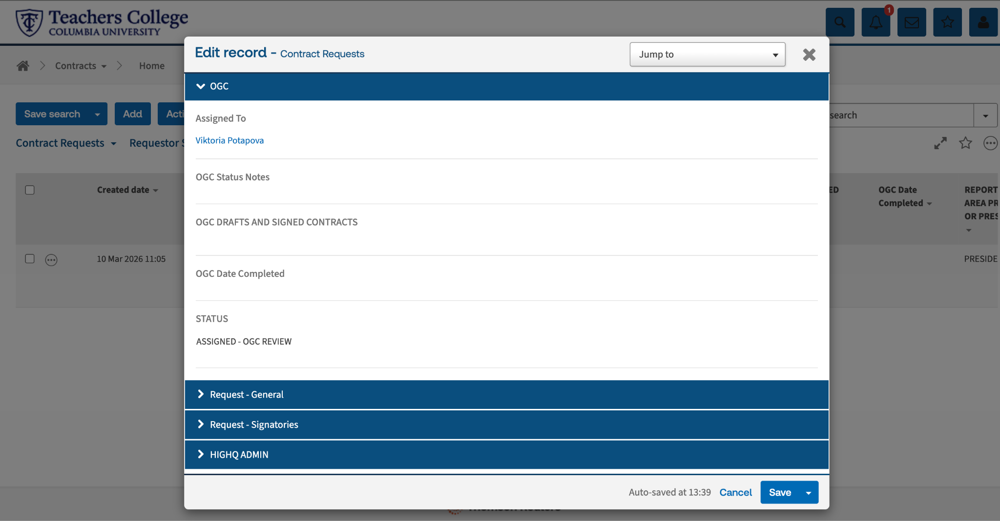 Teachers College
COLUMBIA UNIVERSITY
1
Edit record - Contract Requests
Jump to
Contracts
Home
OGC
Save search
Add
Acti
search
Assigned To
Viktoria Potapova
Contract Requests
Requestor S
OGC Status Notes
Created date
ED
OGC Date
Completed
REPORT
AREA PR
OR PRES
OGC DRAFTS AND SIGNED CONTRACTS
10 Mar 2026 11:05
PRESIDE
OGC Date Completed
STATUS
ASSIGNED - OGC REVIEW
Request - General
Request - Signatories
HIGHQ ADMIN
Auto-saved at 13:39
Cancel
Save